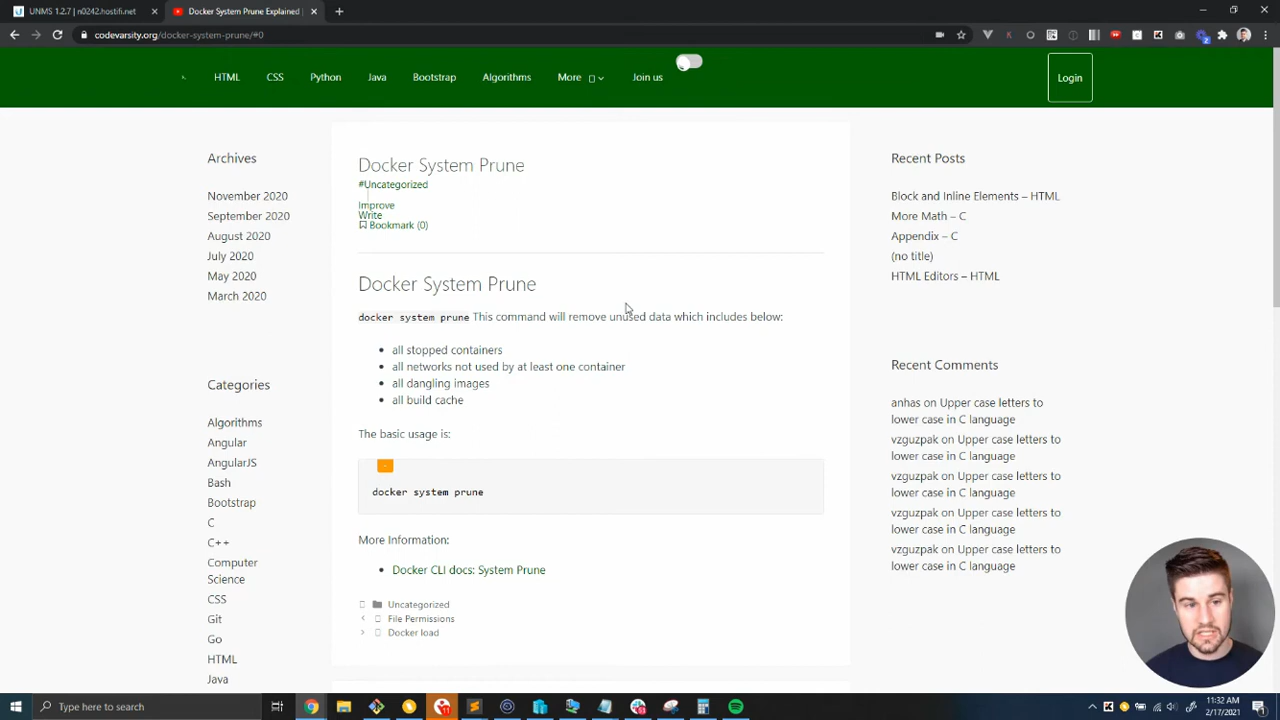 UNIMS 1.2.7 | n0242.hostifi.net
Docker System Prune Explained |
codevarsity.org/docker-system-prune/#0
HTML
CSS
Python
Java
Bootstrap
Algorithms
More
Join us
Login
Archives
November 2020
September 2020
August 2020
July 2020
May 2020
March 2020
Categories
Algorithms
Angular
AngularJS
Bash
Bootstrap
C
C++
Computer
Science
CSS
Git
Go
HTML
Java
Docker System Prune
#Uncategorized
Improve
Write
Bookmark (0)
Docker System Prune
docker system prune This command will remove unused data which includes below:
all stopped containers
all networks not used by at least one container
all dangling images
all build cache
The basic usage is:
-
docker system prune
More Information:
Docker CLI docs: System Prune
Uncategorized
File Permissions
Docker load
Recent Posts
Block and Inline Elements – HTML
More Math – C
Appendix – C
(no title)
HTML Editors – HTML
Recent Comments
anhas on Upper case letters to
lower case in C language
vzguzpak on Upper case letters to
lower case in C language
vzguzpak on Upper case letters to
lower case in C language
vzguzpak on Upper case letters to
lower case in C language
vzguzpak on Upper case letters to
lower case in C language
Type here to search
11:32 AM
2/17/2021